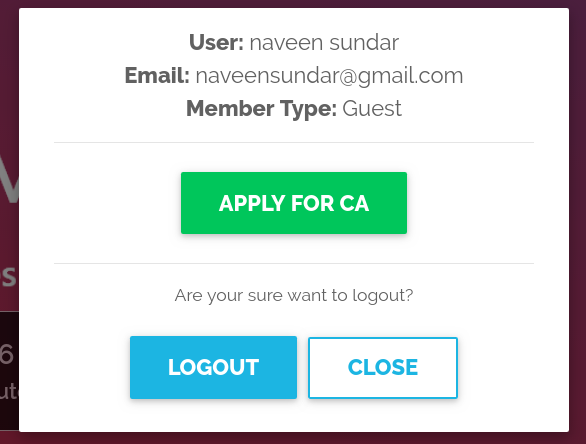 User: naveen sundar
Email: naveensundar@gmail.com
Member Type: Guest
APPLY FOR CA
Are your sure want to logout?
LOGOUT CLOSE